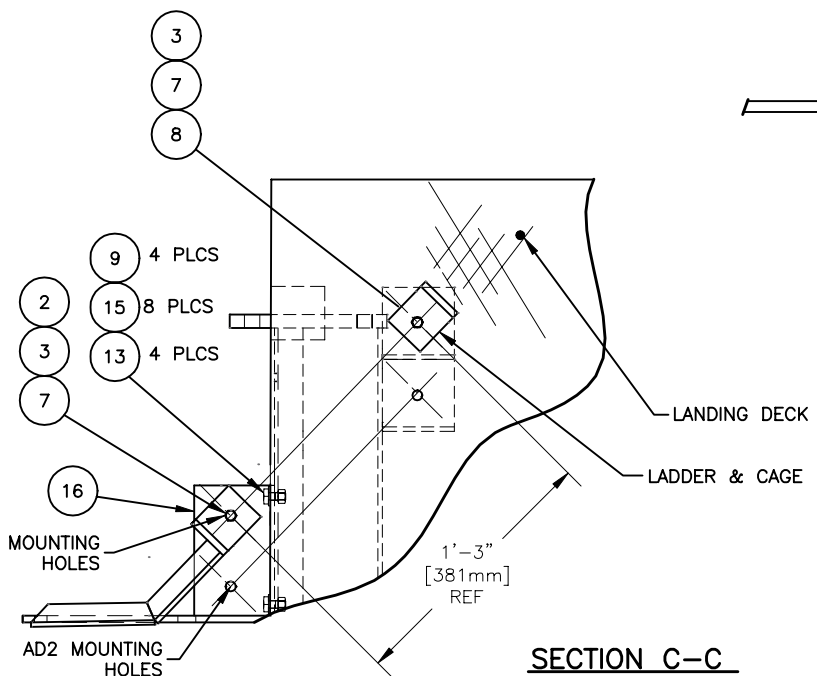 3
7
8
9 4 PLCS
2
15 8 PLCS
3
13 4 PLCS
7
LANDING DECK
16
LADDER & CAGE
MOUNTING
HOLES
1'-3"
[381mm]
REF
AD2 MOUNTING
HOLES
SECTION C-C